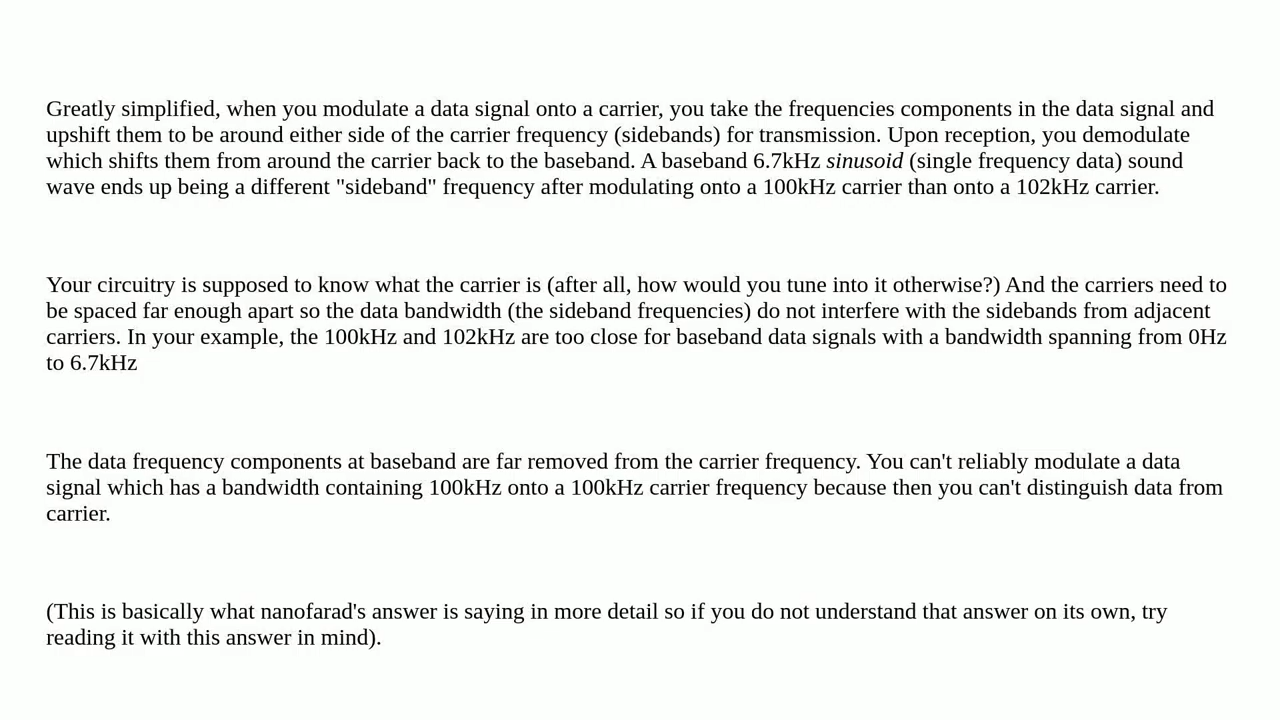 Greatly simplified, when you modulate a data signal onto a carrier, you take the frequencies components in the data signal and
upshift them to be around either side of the carrier frequency (sidebands) for transmission. Upon reception, you demodulate
which shifts them from around the carrier back to the baseband. A baseband 6.7kHz sinusoid (single frequency data) sound
wave ends up being a different "sideband" frequency after modulating onto a 100kHz carrier than onto a 102kHz carrier.
Your circuitry is supposed to know what the carrier is (after all, how would you tune into it otherwise?) And the carriers need to
be spaced far enough apart so the data bandwidth (the sideband frequencies) do not interfere with the sidebands from adjacent
carriers. In your example, the 100kHz and 102kHz are too close for baseband data signals with a bandwidth spanning from 0Hz
to 6.7kHz
The data frequency components at baseband are far removed from the carrier frequency. You can't reliably modulate a data
signal which has a bandwidth containing 100kHz onto a 100kHz carrier frequency because then you can't distinguish data from
carrier.
(This is basically what nanofarad's answer is saying in more detail so if you do not understand that answer on its own, try
reading it with this answer in mind).